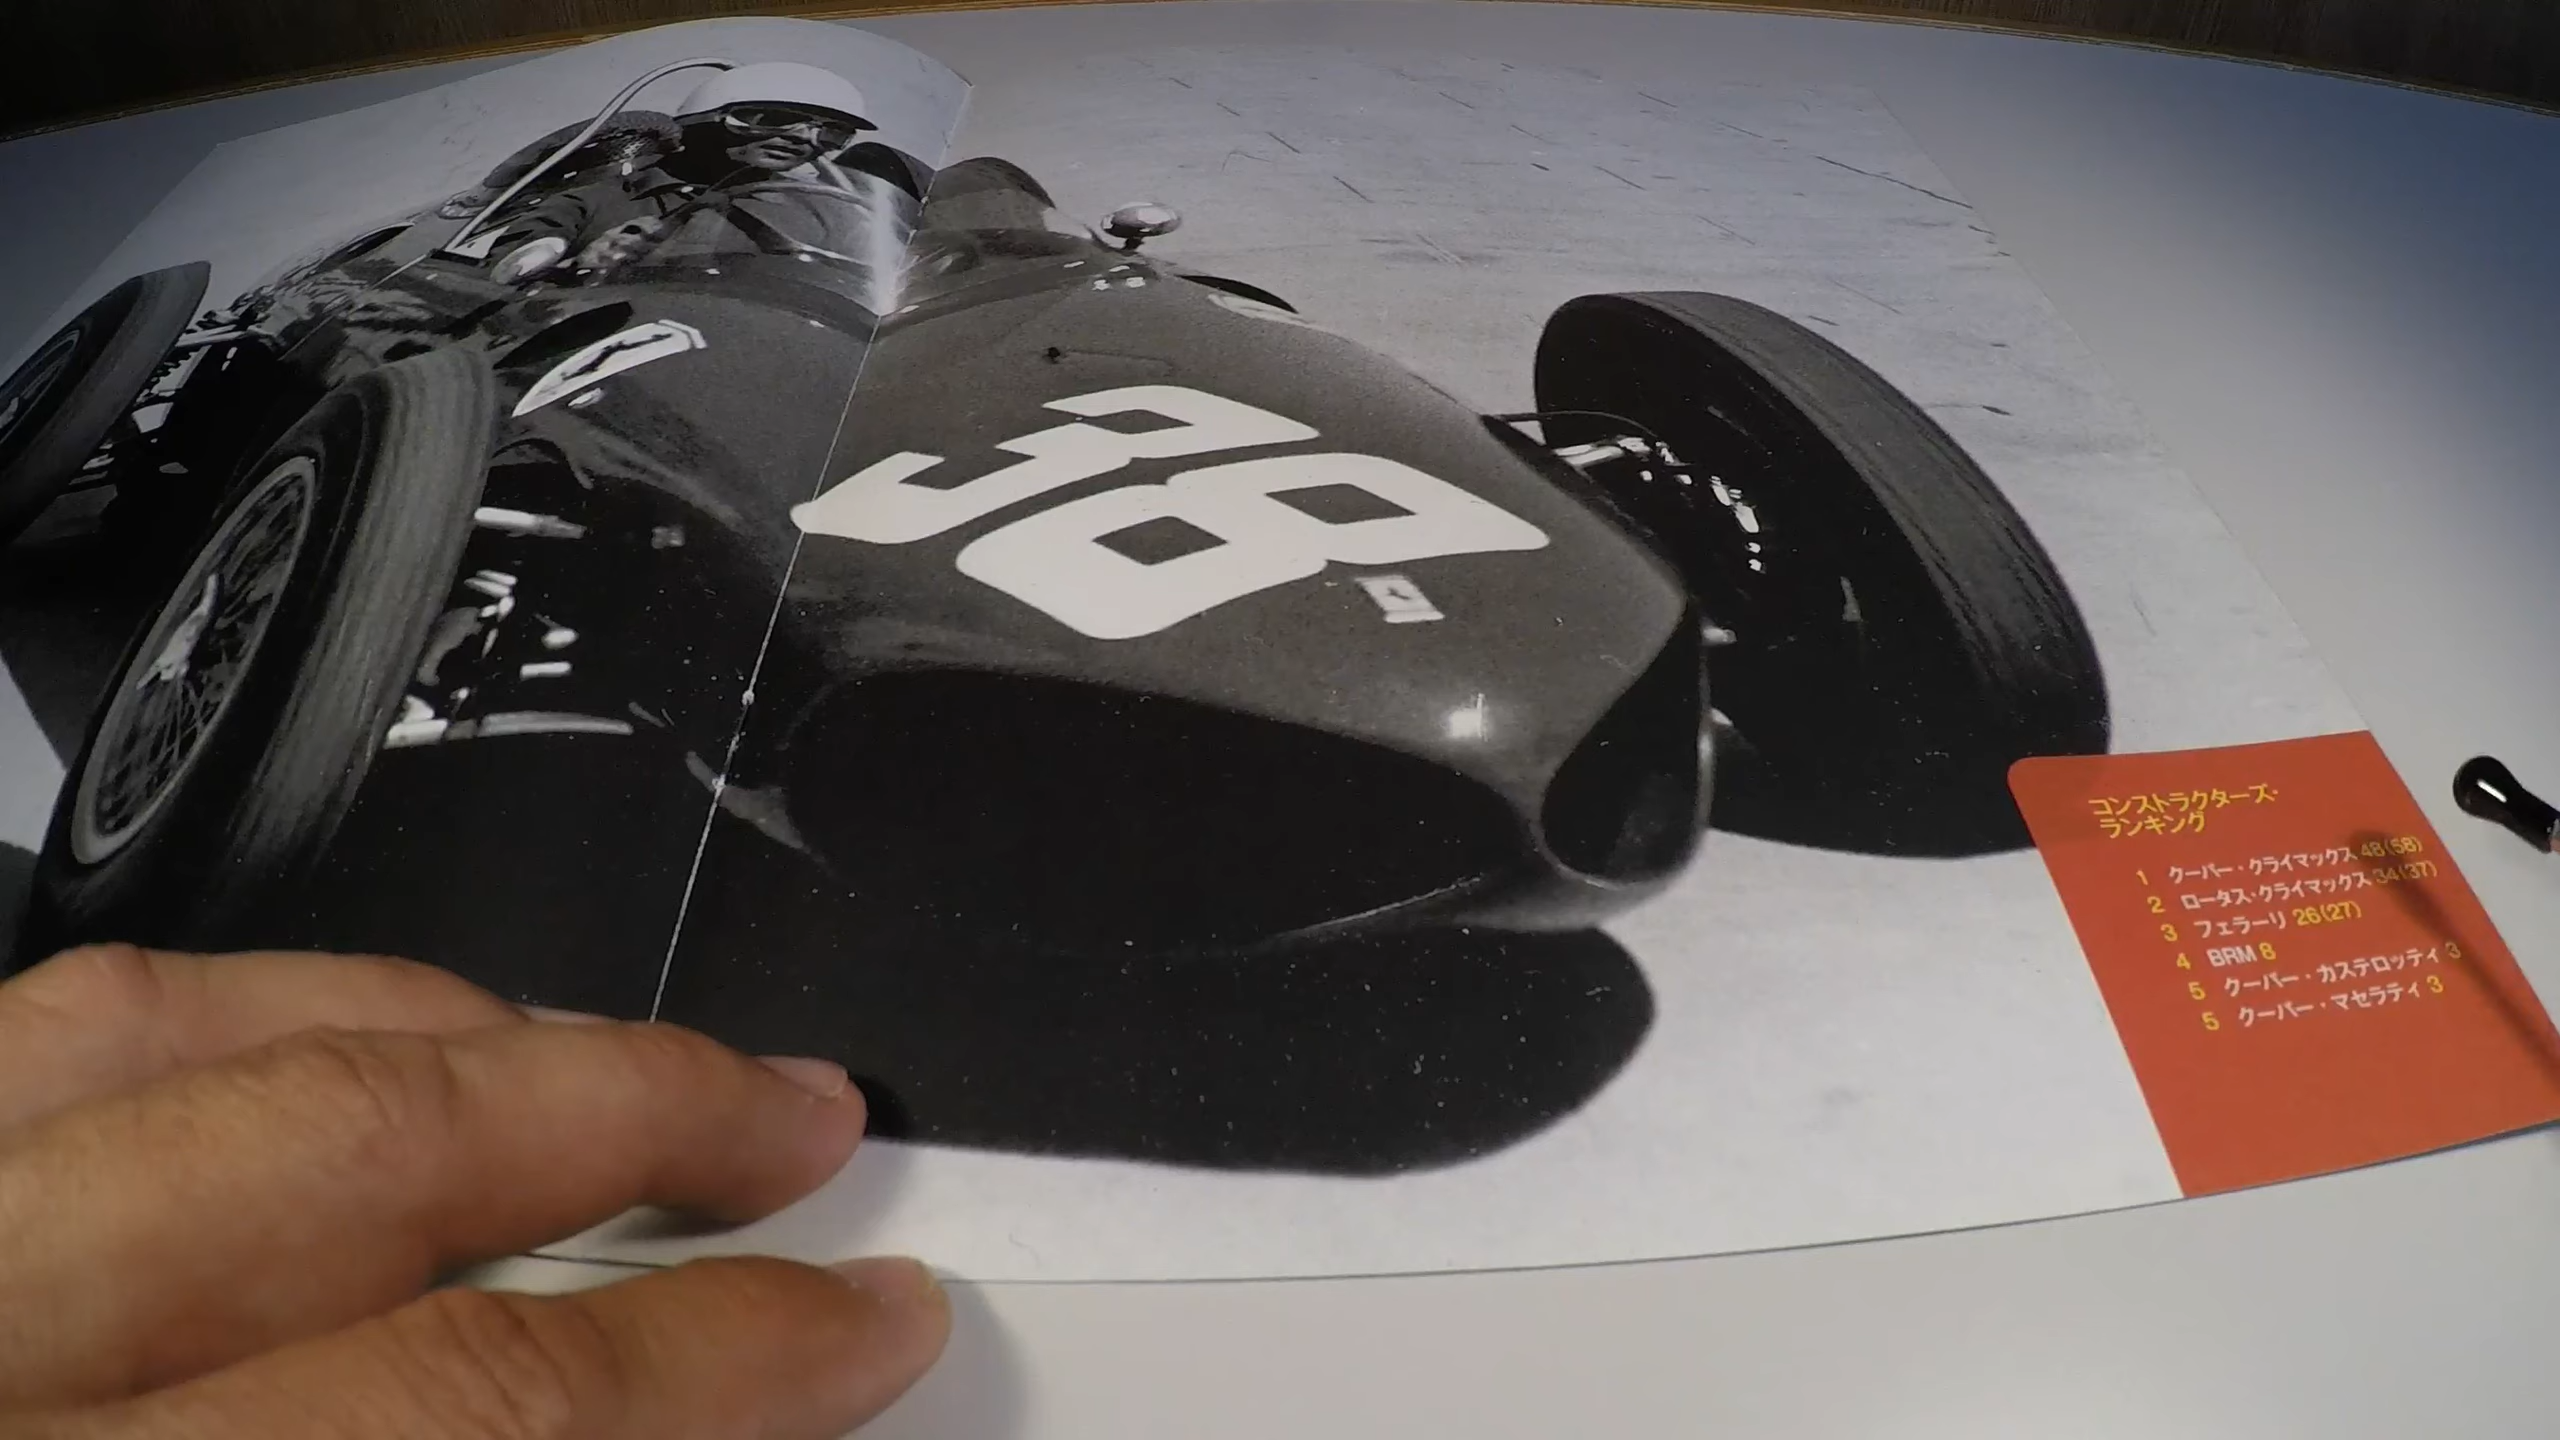 38
コンストラクターズ・
ランキング
1 クーパー・クライマックス 48(58)
2 ロータス・クライマックス 34(37)
3 フェラーリ 26(27)
4 BRM 8
5 クーパー・カステロッティ 3
5 クーパー・マセラティ 3